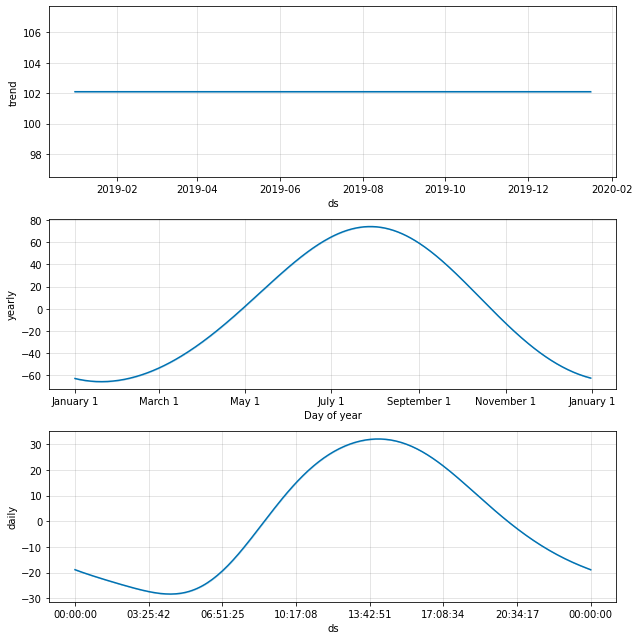 106
104
102
100
98
trend
2019-02 2019-04 2019-06 2019-08 2019-10 2019-12 2020-02
ds
80
60
40
20
0
−20
−40
−60
yearly
January 1 March 1 May 1 July 1 September 1 November 1 January 1
Day of year
30
20
10
0
−10
−20
−30
daily
00:00:00 03:25:42 06:51:25 10:17:08 13:42:51 17:08:34 20:34:17 00:00:00
ds